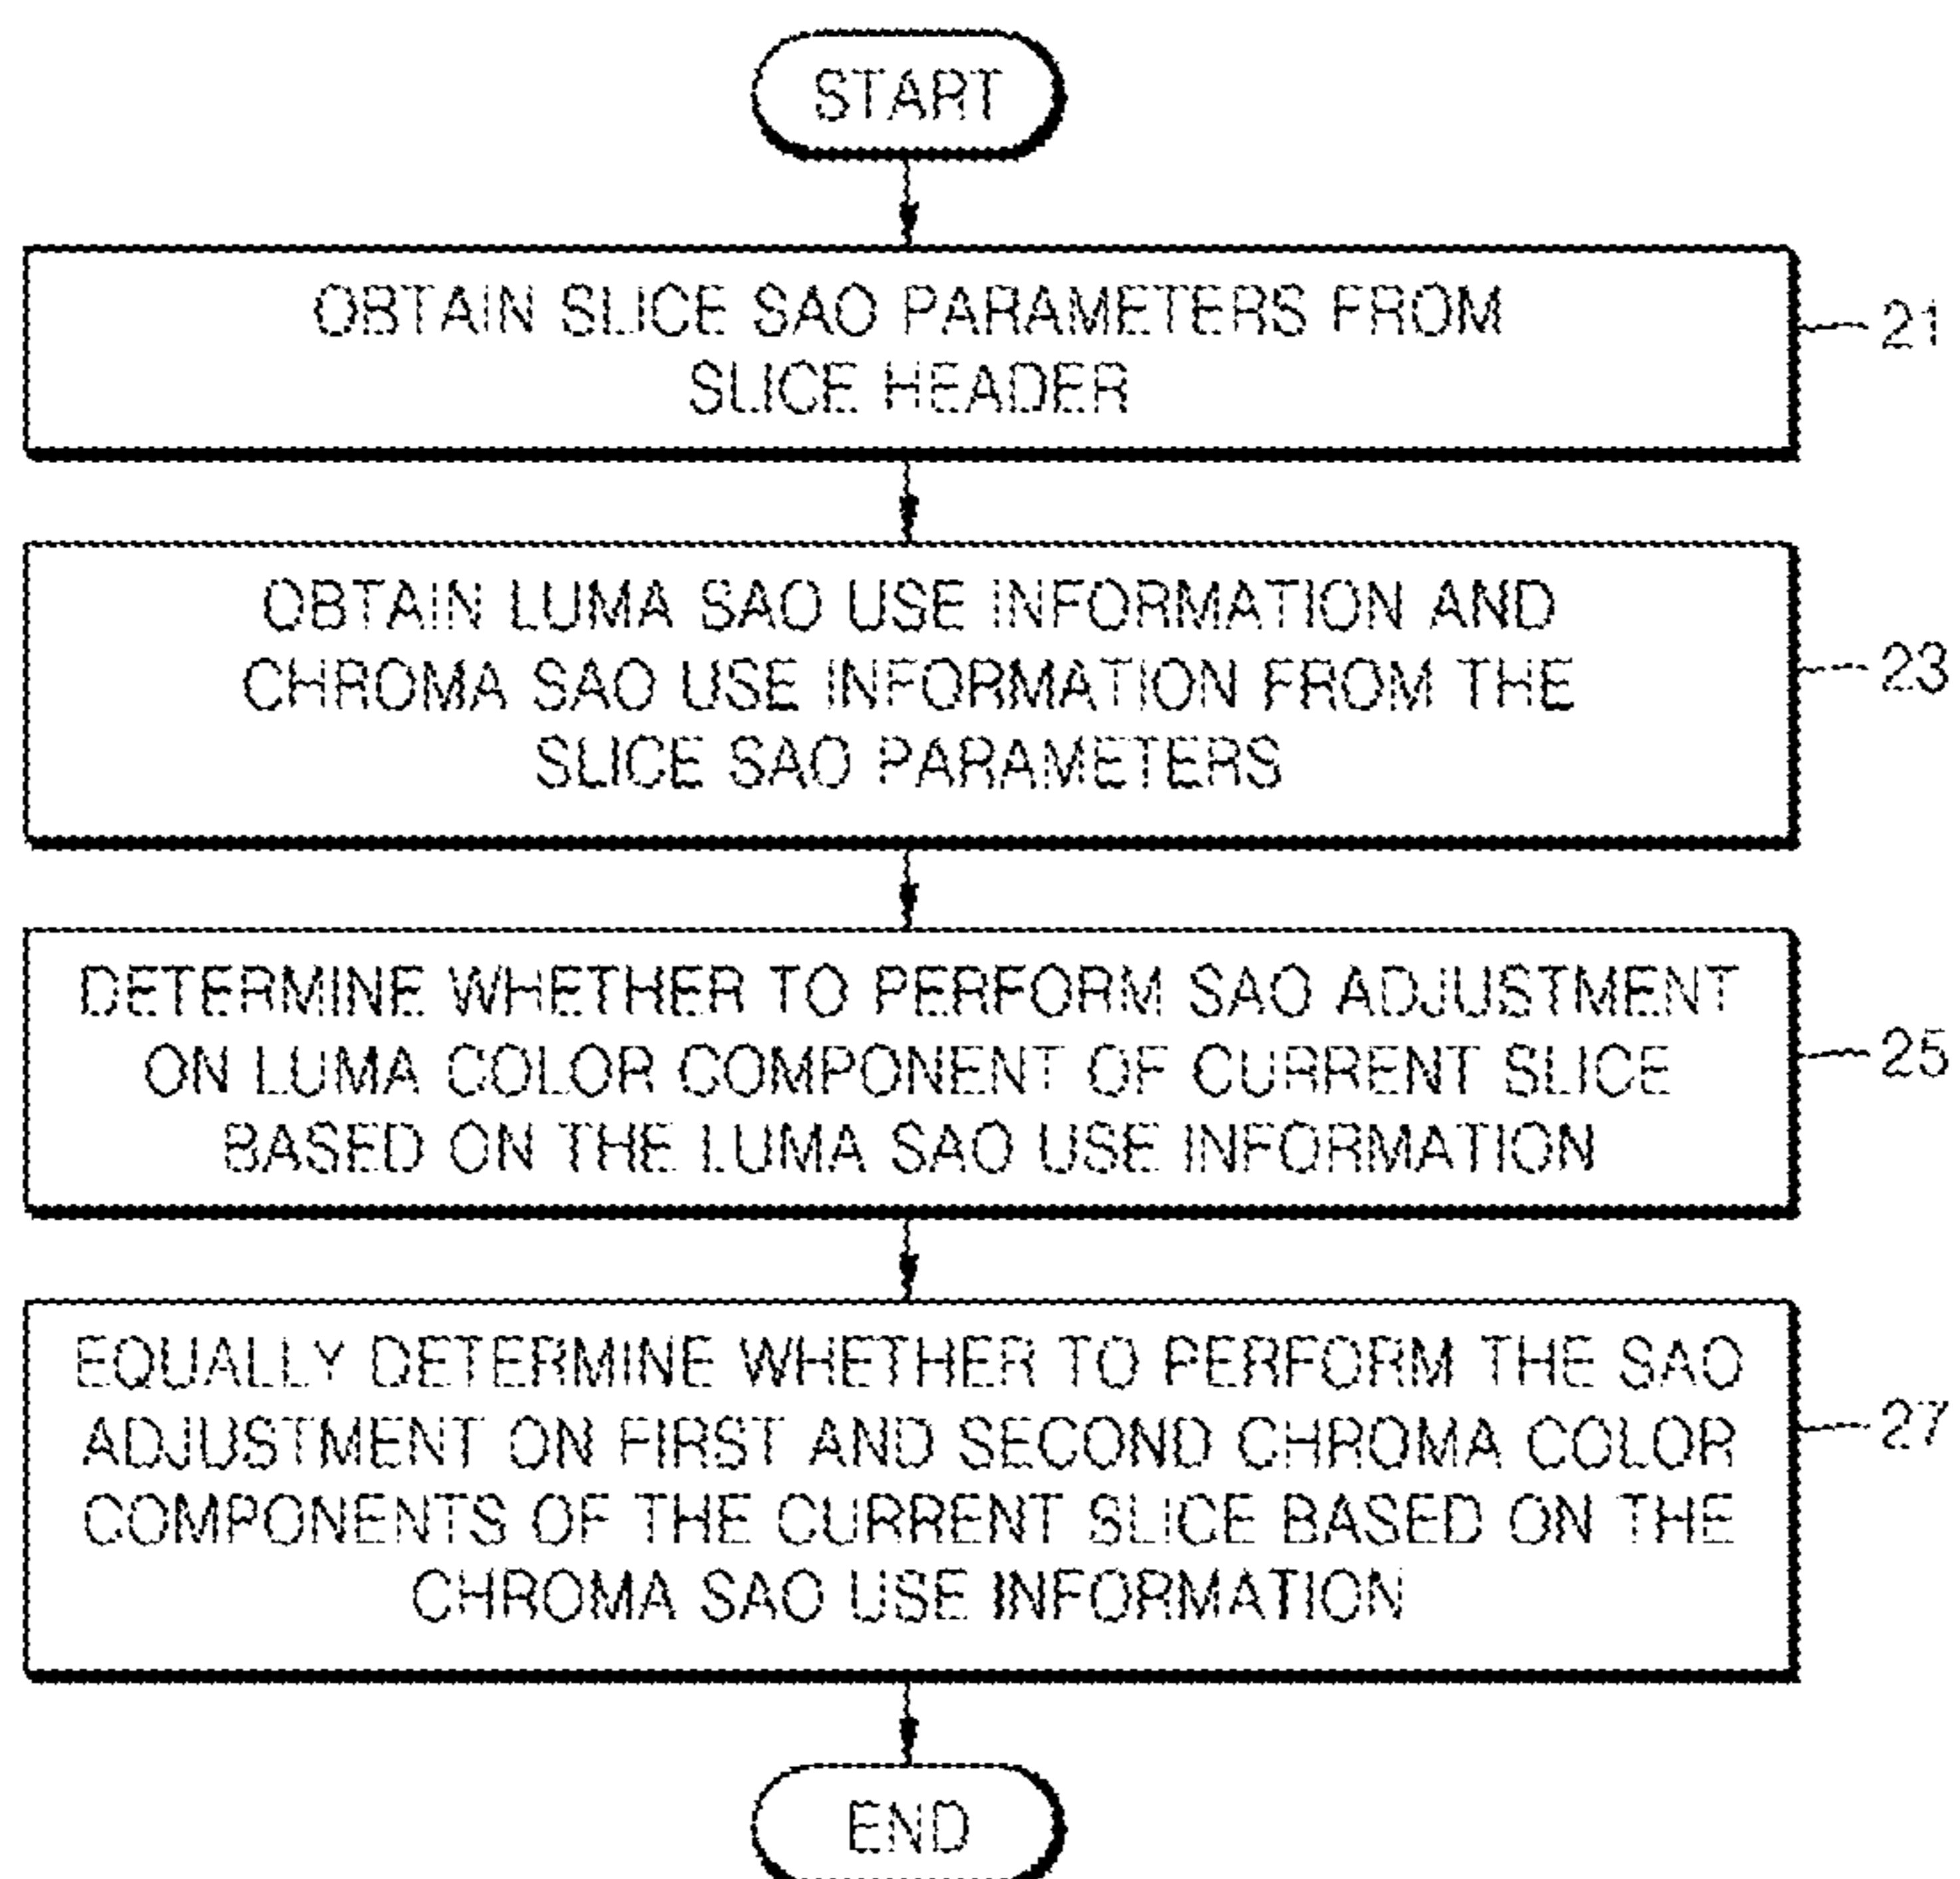 START
OBTAIN SLICE SAO PARAMETERS FROM
SLICE HEADER
21
OBTAIN LUMA SAO USE INFORMATION AND
CHROMA SAO USE INFORMATION FROM THE
SLICE SAO PARAMETERS
23
DETERMINE WHETHER TO PERFORM SAO ADJUSTMENT
ON LUMA COLOR COMPONENT OF CURRENT SLICE
BASED ON THE LUMA SAO USE INFORMATION
25
EQUALLY DETERMINE WHETHER TO PERFORM THE SAO
ADJUSTMENT ON FIRST AND SECOND CHROMA COLOR
COMPONENTS OF THE CURRENT SLICE BASED ON THE
CHROMA SAO USE INFORMATION
27
END